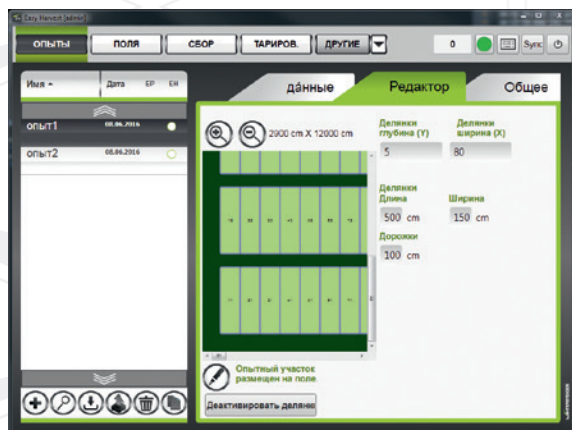 Easy Harvest [admin]
ОПЫТЫ
ПОЛЯ
СБОР
ТАРИРОВ.
ДРУГИЕ
0
Sync
Имя
Дата
EP
EH
опыт1
08.06.2016
опыт2
08.06.2016
данные
Редактор
Общее
2900 cm X 12000 cm
Делянки
глубина (Y)
Делянки
ширина (X)
5
80
Делянки
Длина
Ширина
500 cm
150 cm
Дорожки
100 cm
Опытный участок
размещен на поле.
Деактивировать деляню